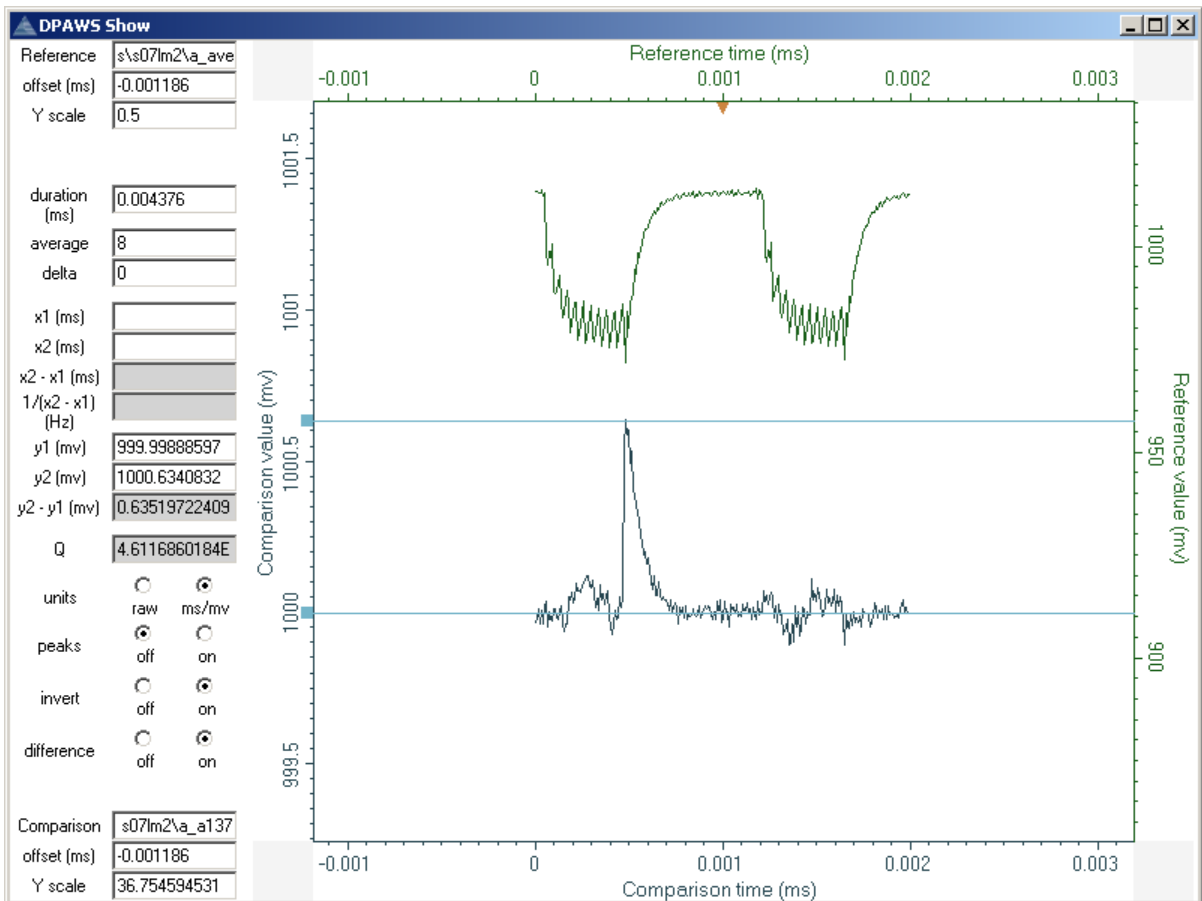 DPAWS Show
Reference s\s07lm2\a_ave
offset (ms) -0.001186
Y scale 0.5
duration
(ms) 0.004376
average 8
delta 0
x1 (ms)
x2 (ms)
x2 - x1 (ms)
1/(x2 - x1)
(Hz)
y1 (mv) 999.99888597
y2 (mv) 1000.6340832
y2 - y1 (mv) 0.63519722409
Q 4.6116860184E
units
raw ms/mv
peaks
off on
invert
off on
difference
off on
Comparison s07lm2\a_a137
offset (ms) -0.001186
Y scale 36.754594531
Reference time (ms)
-0.001 0 0.001 0.002 0.003
Comparison value (mv)
1001.5
1001
1000.5
1000
999.5
Reference value (mv)
1000
950
900
-0.001 0 0.001 0.002 0.003
Comparison time (ms)